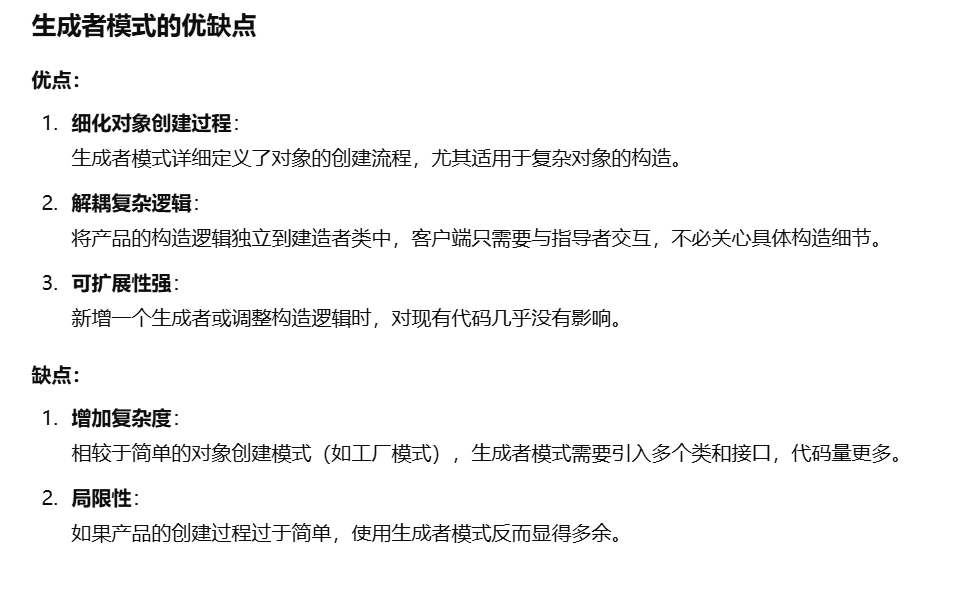 生成者模式的优缺点
优点：
1. 细化对象创建过程：
生成者模式详细定义了对象的创建流程，尤其适用于复杂对象的构造。
2. 解耦复杂逻辑：
将产品的构造逻辑独立到建造者类中，客户端只需要与指导者交互，不必关心具体构造细节。
3. 可扩展性强：
新增一个生成者或调整构造逻辑时，对现有代码几乎没有影响。
缺点：
1. 增加复杂度：
相较于简单的对象创建模式（如工厂模式），生成者模式需要引入多个类和接口，代码量更多。
2. 局限性：
如果产品的创建过程过于简单，使用生成者模式反而显得多余。